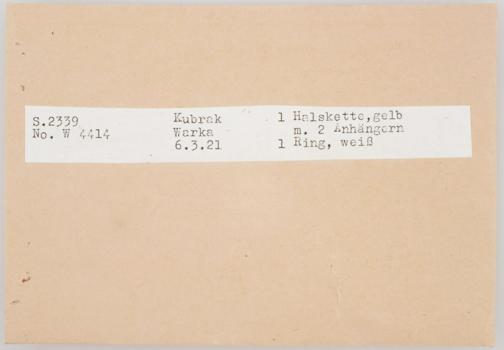 S.2339 Kubrak 1 Halskette,gelb
No. W 4414 Warka m. 2 Anhängern
6.3.21 1 Ring, weiß